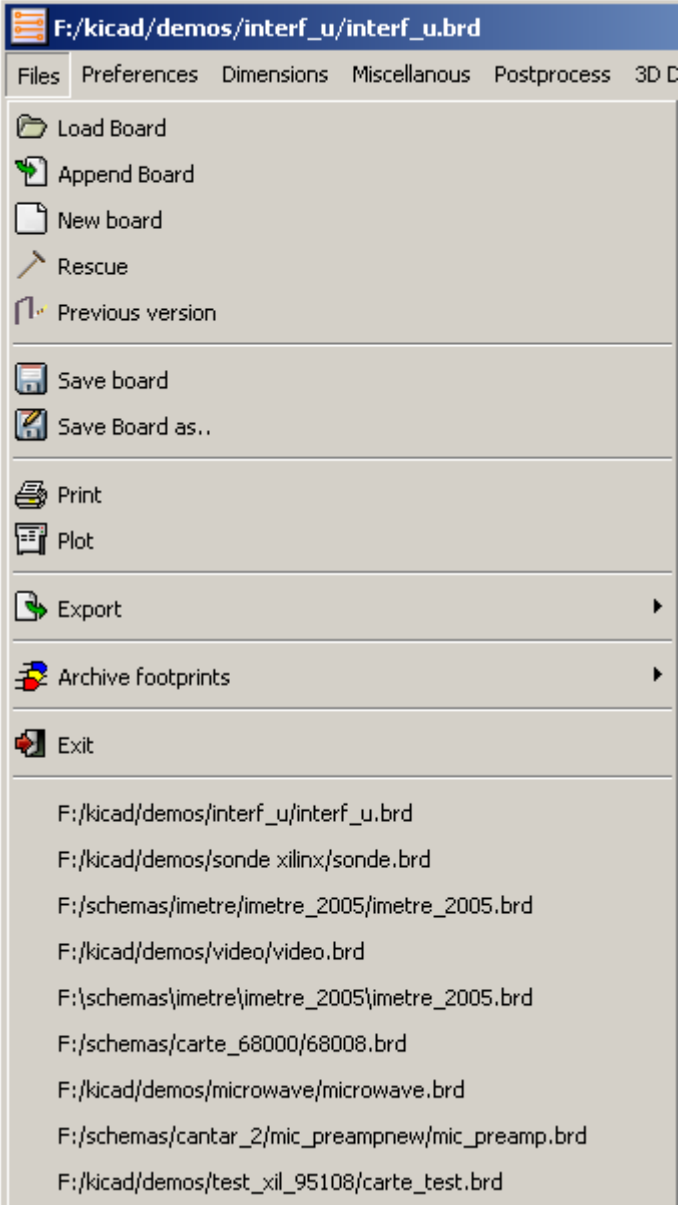 F:/kicad/demos/interf_u/interf_u.brd
Files Preferences Dimensions Miscellanous Postprocess 3D D
Load Board
Append Board
New board
Rescue
Previous version
Save board
Save Board as..
Print
Plot
Export
Archive footprints
Exit
F:/kicad/demos/interf_u/interf_u.brd
F:/kicad/demos/sonde xilinx/sonde.brd
F:/schemas/imetre/imetre_2005/imetre_2005.brd
F:/kicad/demos/video/video.brd
F:\schemas\imetre\imetre_2005\imetre_2005.brd
F:/schemas/carte_68000/68008.brd
F:/kicad/demos/microwave/microwave.brd
F:/schemas/cantar_2/mic_preampnew/mic_preamp.brd
F:/kicad/demos/test_xil_95108/carte_test.brd